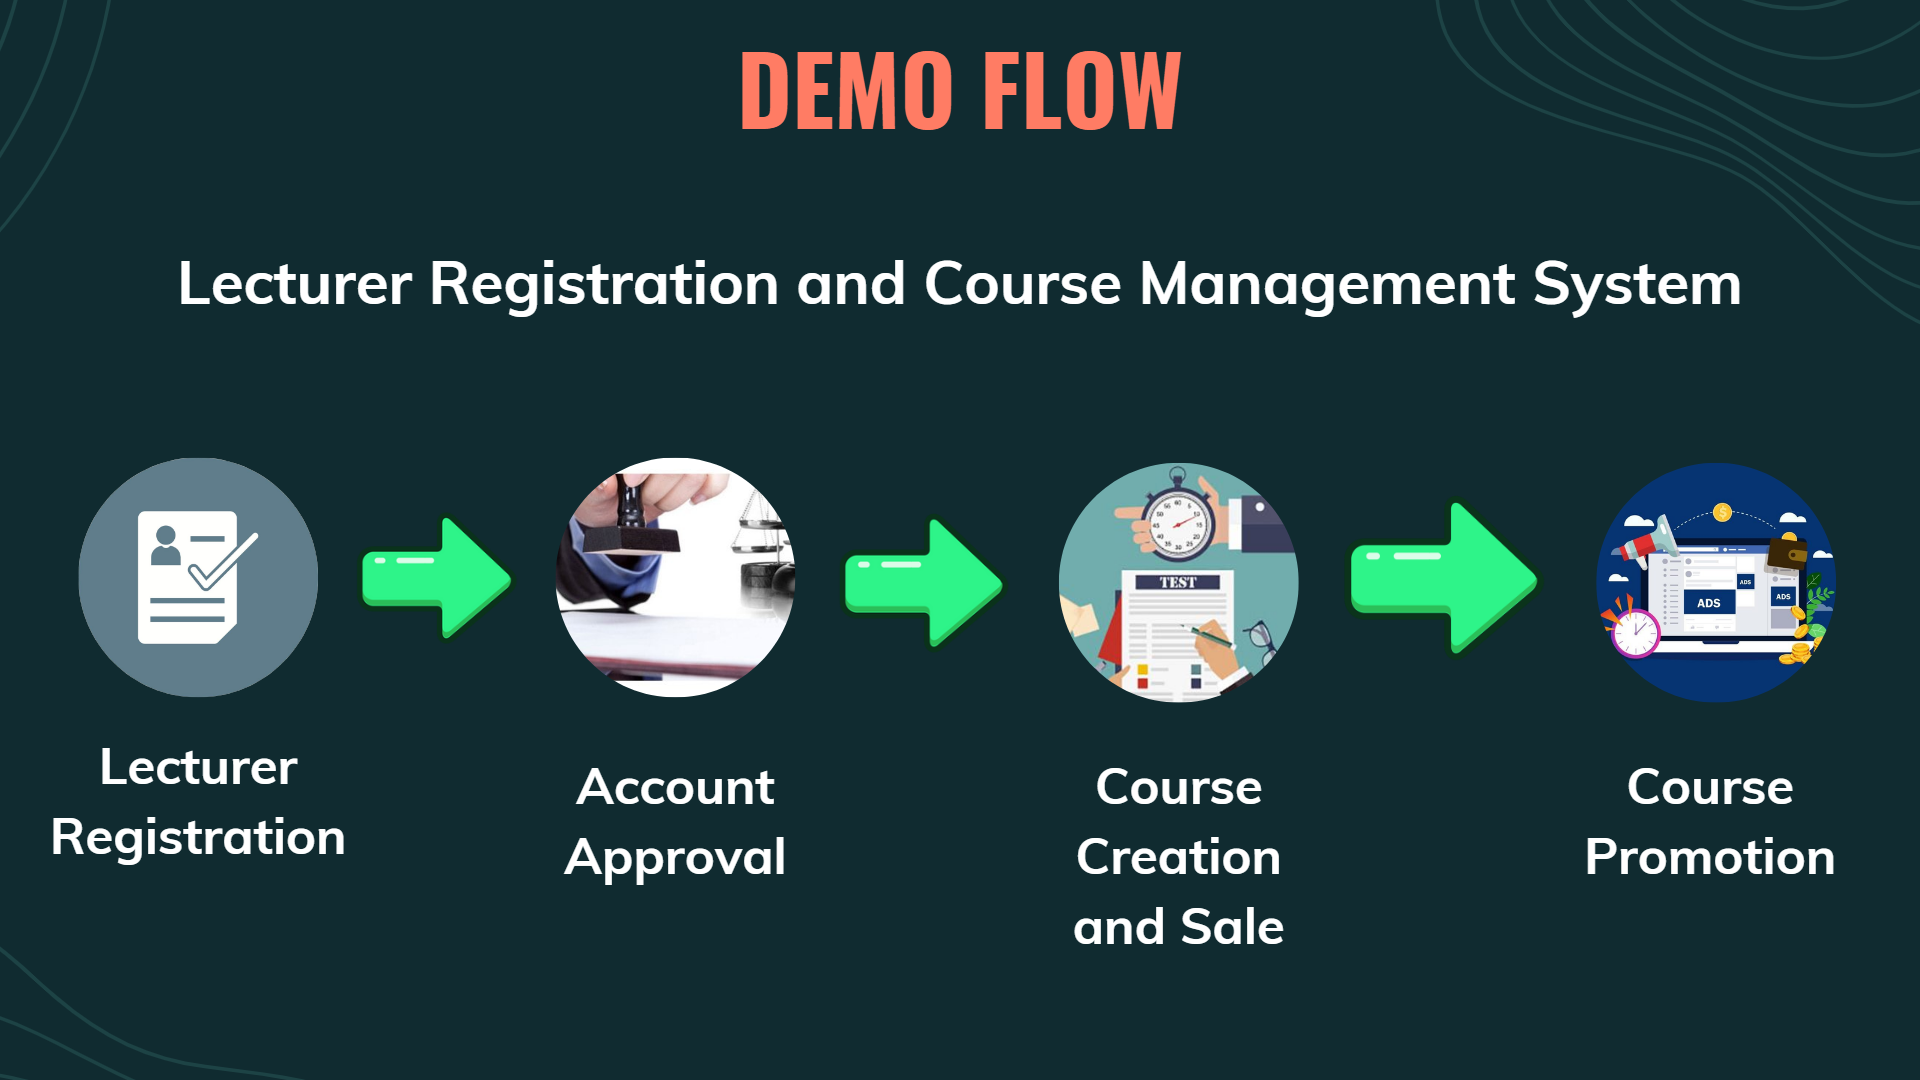 DEMO FLOW
Lecturer Registration and Course Management System
Lecturer
Registration
Account
Approval
TEST
Course
Creation
and Sale
ADS
ADS
ADS
Course
Promotion